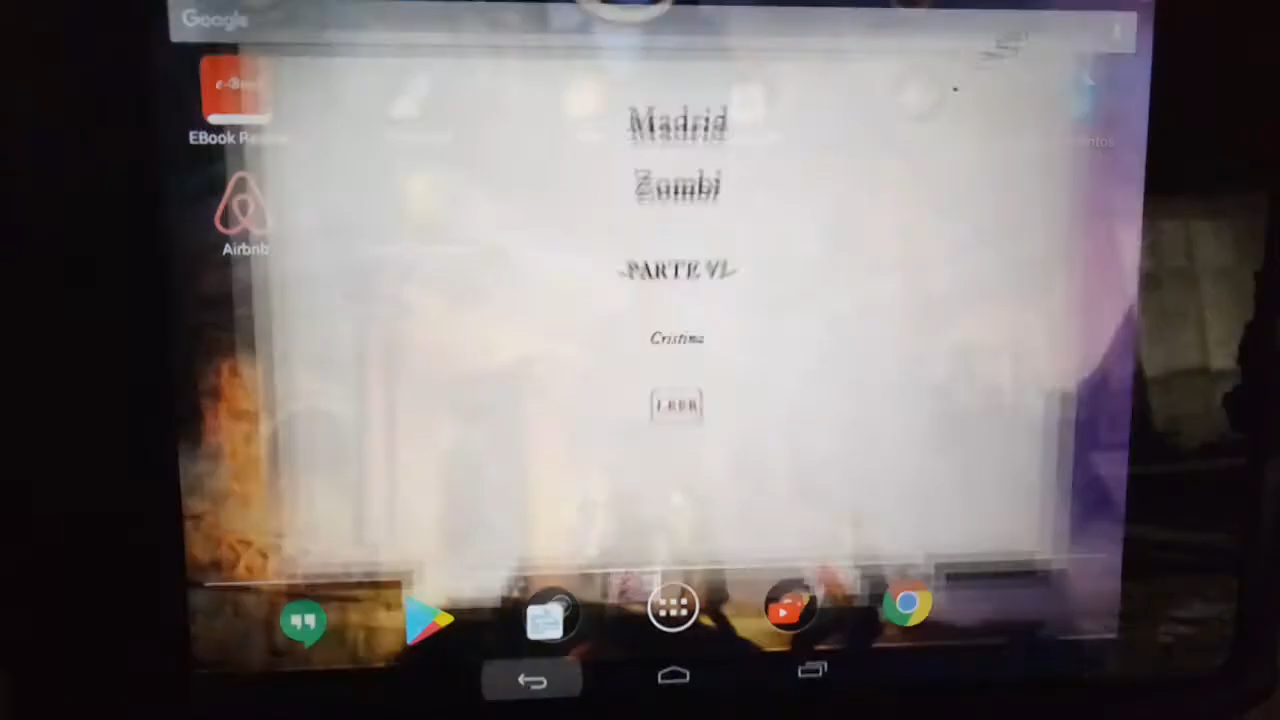 Google
Madrid
Zombi
EBook
PARTE VI
Airbnb
Cristina
LEER